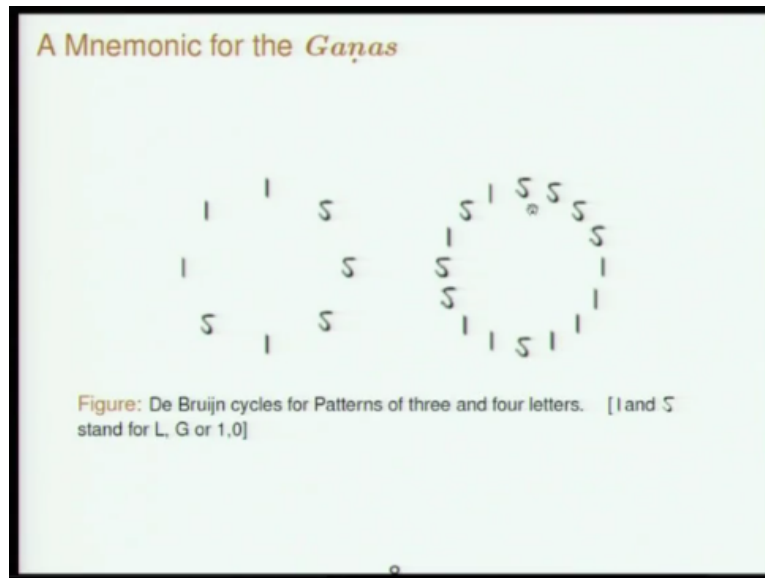 A Mnemonic for the Gaṇas
I I S S
I S S S
I S
I S S I
S I
S S I I
I I S I
Figure: De Bruijn cycles for Patterns of three and four letters. [I and S
stand for L, G or 1,0]